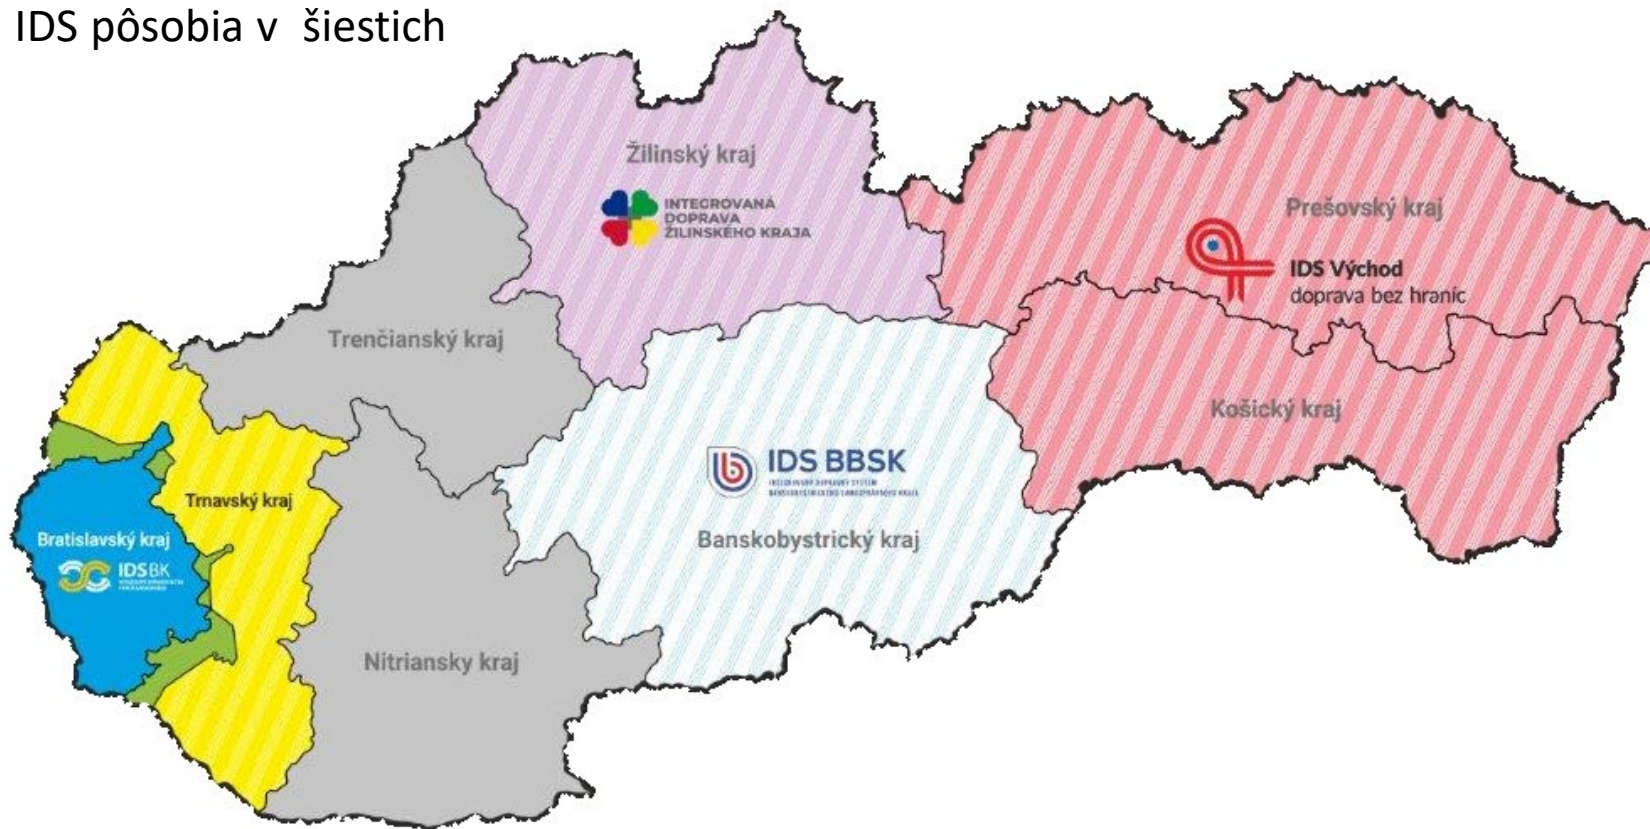 IDS pôsobia v  šiestich
Žilinský kraj
INTEGROVANÁ
DOPRAVA
ŽILINSKÉHO KRAJA
Prešovský kraj
IDS Východ
doprava bez hraníc
Trenčianský kraj
Košický kraj
IDS BBSK
Trnavský kraj
Bratislavský kraj
IDSBK
Banskobystrický kraj
Nitriansky kraj